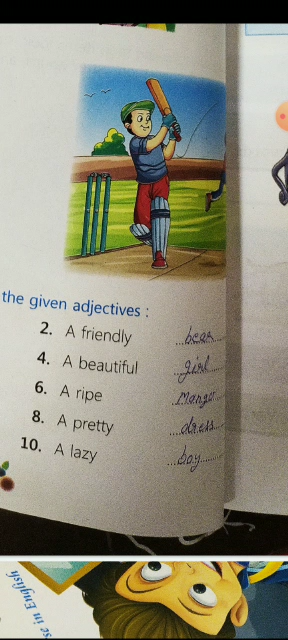 the given adjectives :
2. A friendly ...bear...
4. A beautiful ...girl...
6. A ripe ...Mango...
8. A pretty ...dress...
10. A lazy ...boy...
se in English